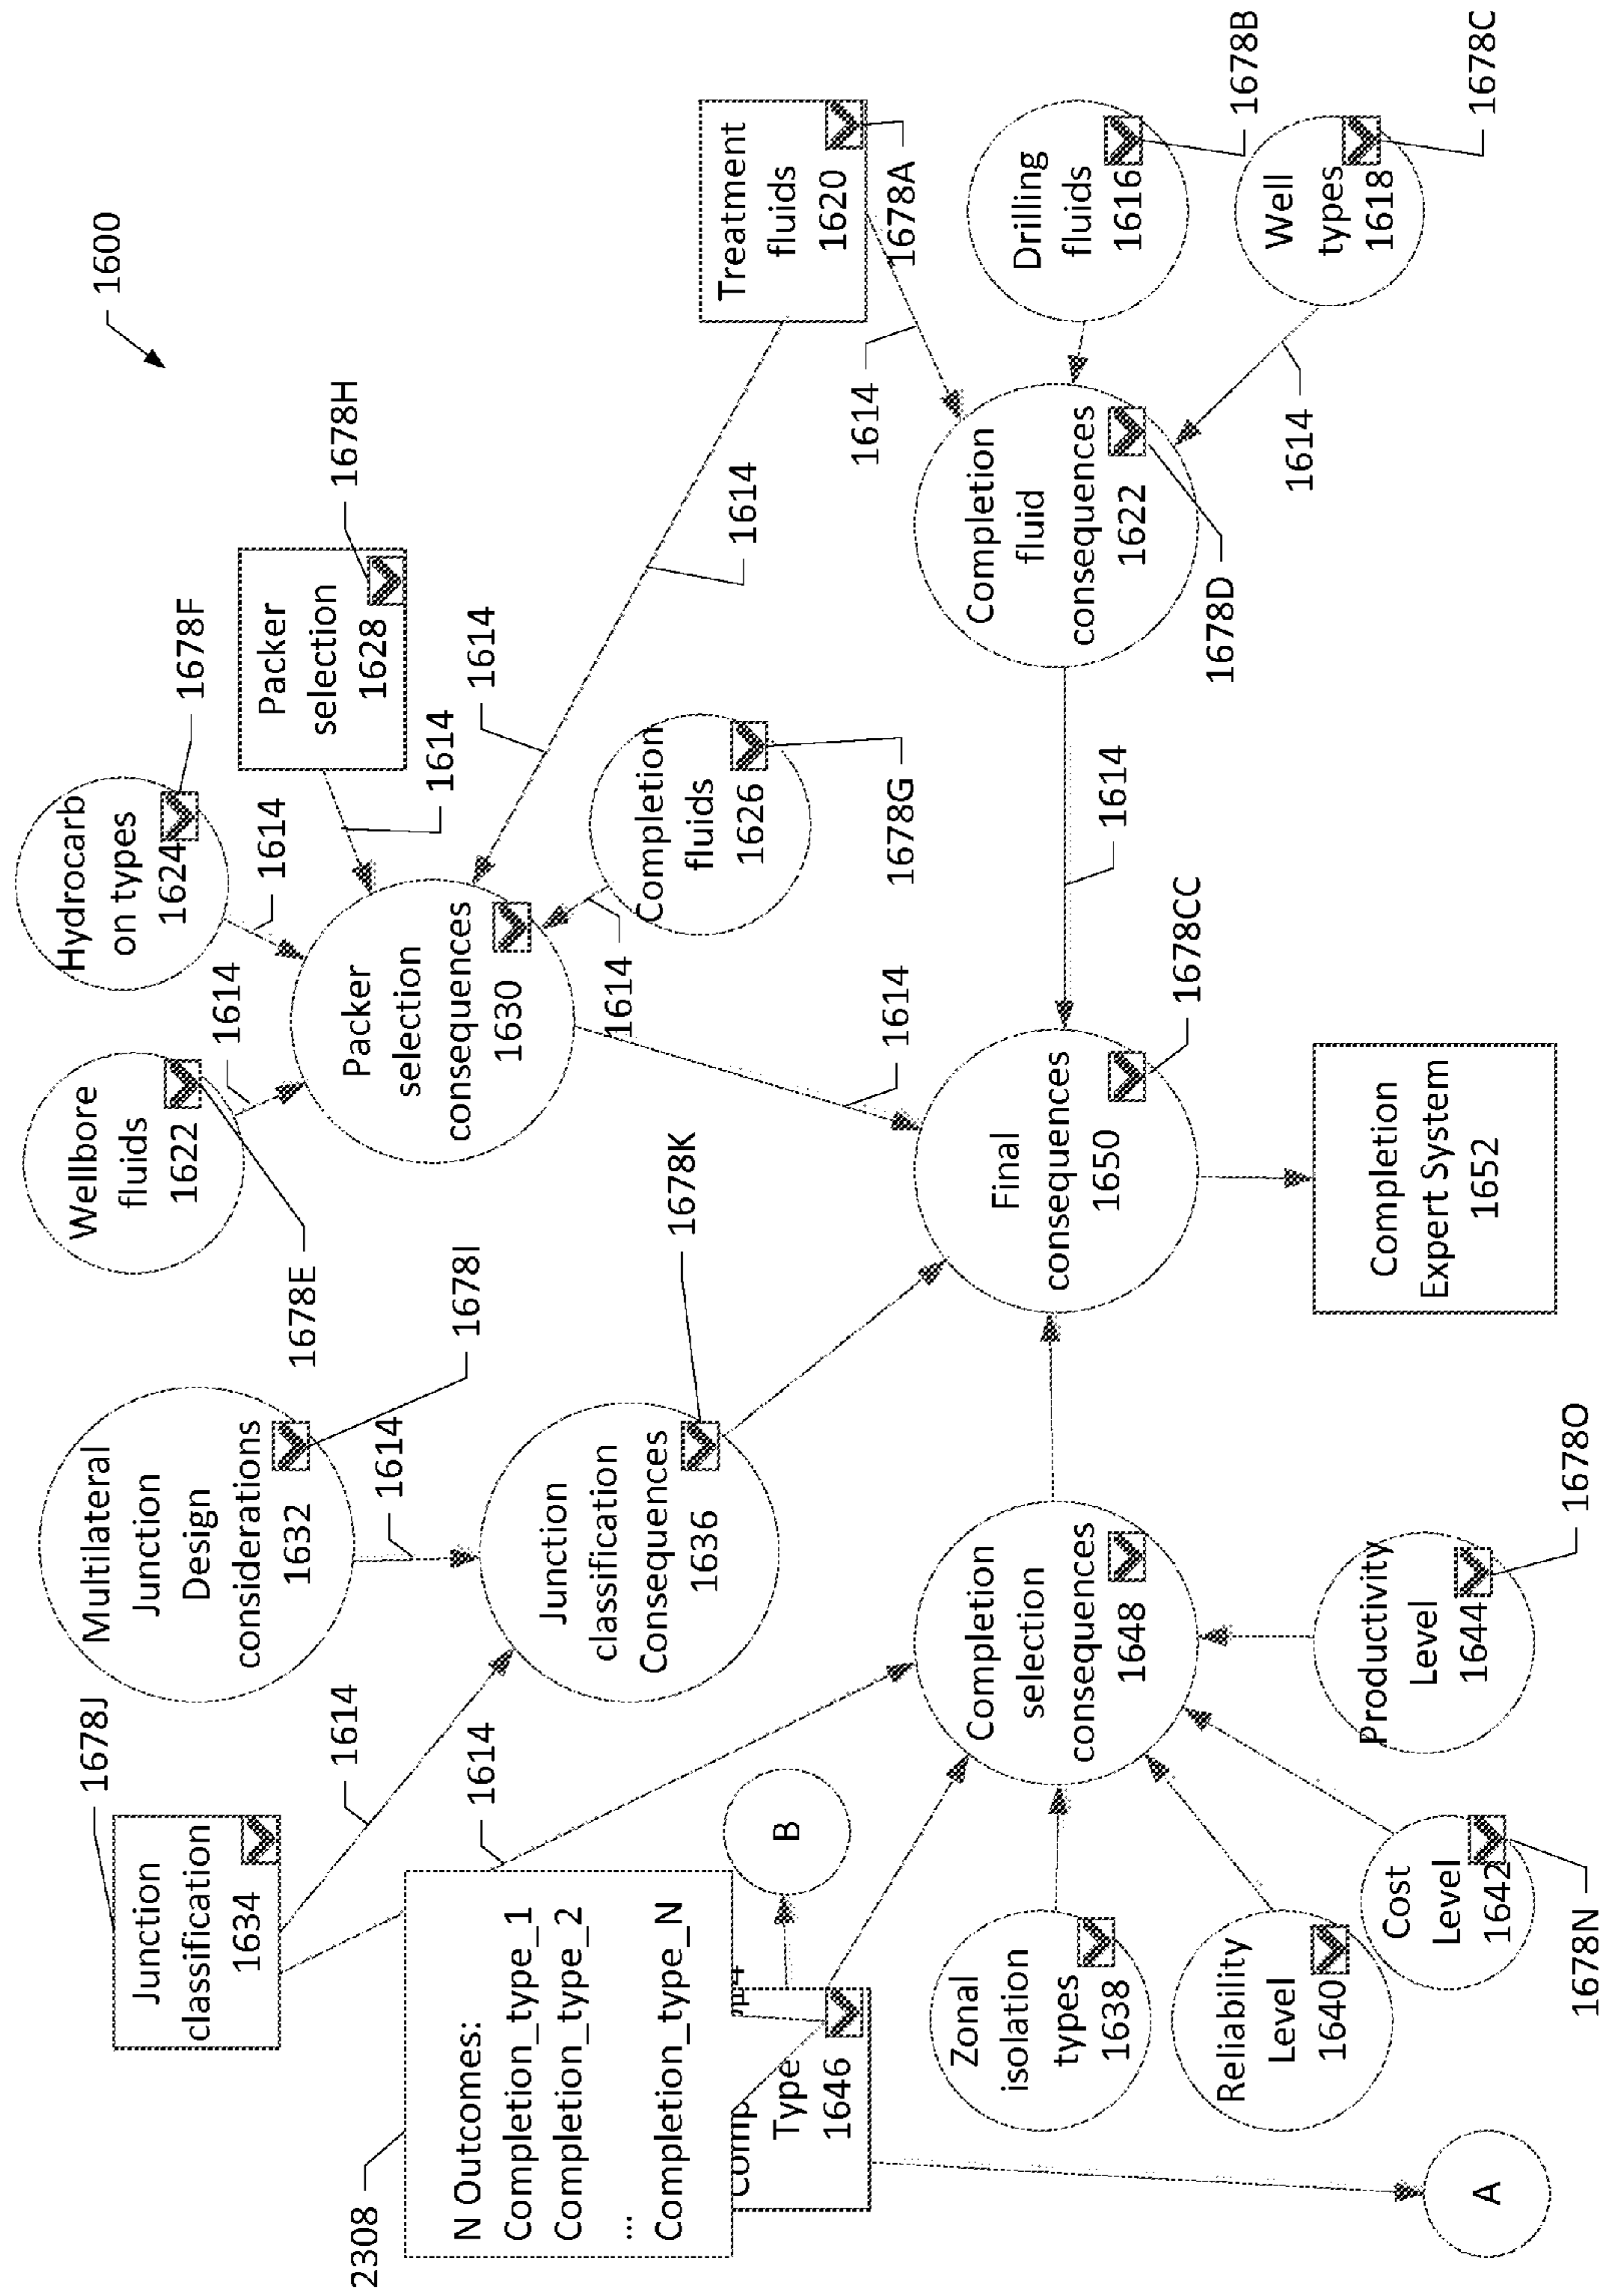 1600
1678J
Junction
classification
1634
1614
Multilateral
Junction
Design
considerations
1632
1678I
1614
Wellbore
fluids
1622
1678E
1614
Hydrocarb
on types
1624
1678F
1614
Packer
selection
1628
1678H
1614
1614
1614
Packer
selection
consequences
1630
Completion
fluids
1626
1678G
1614
1614
Junction
classification
Consequences
1636
1678K
2308
N Outcomes:
Completion_type_1
Completion_type_2
...
Completion_type_N
1614
Comp
Type
1646
B
A
Treatment
fluids
1620
1678A
1614
Drilling
fluids
1616
1678B
Well
types
1618
1678C
1614
Completion
fluid
consequences
1622
1678D
1614
Final
consequences
1650
1678CC
Completion
Expert System
1652
Completion
selection
consequences
1648
Zonal
isolation
types
1638
Reliability
Level
1640
Cost
Level
1642
1678N
Productivity
Level
1644
1678O